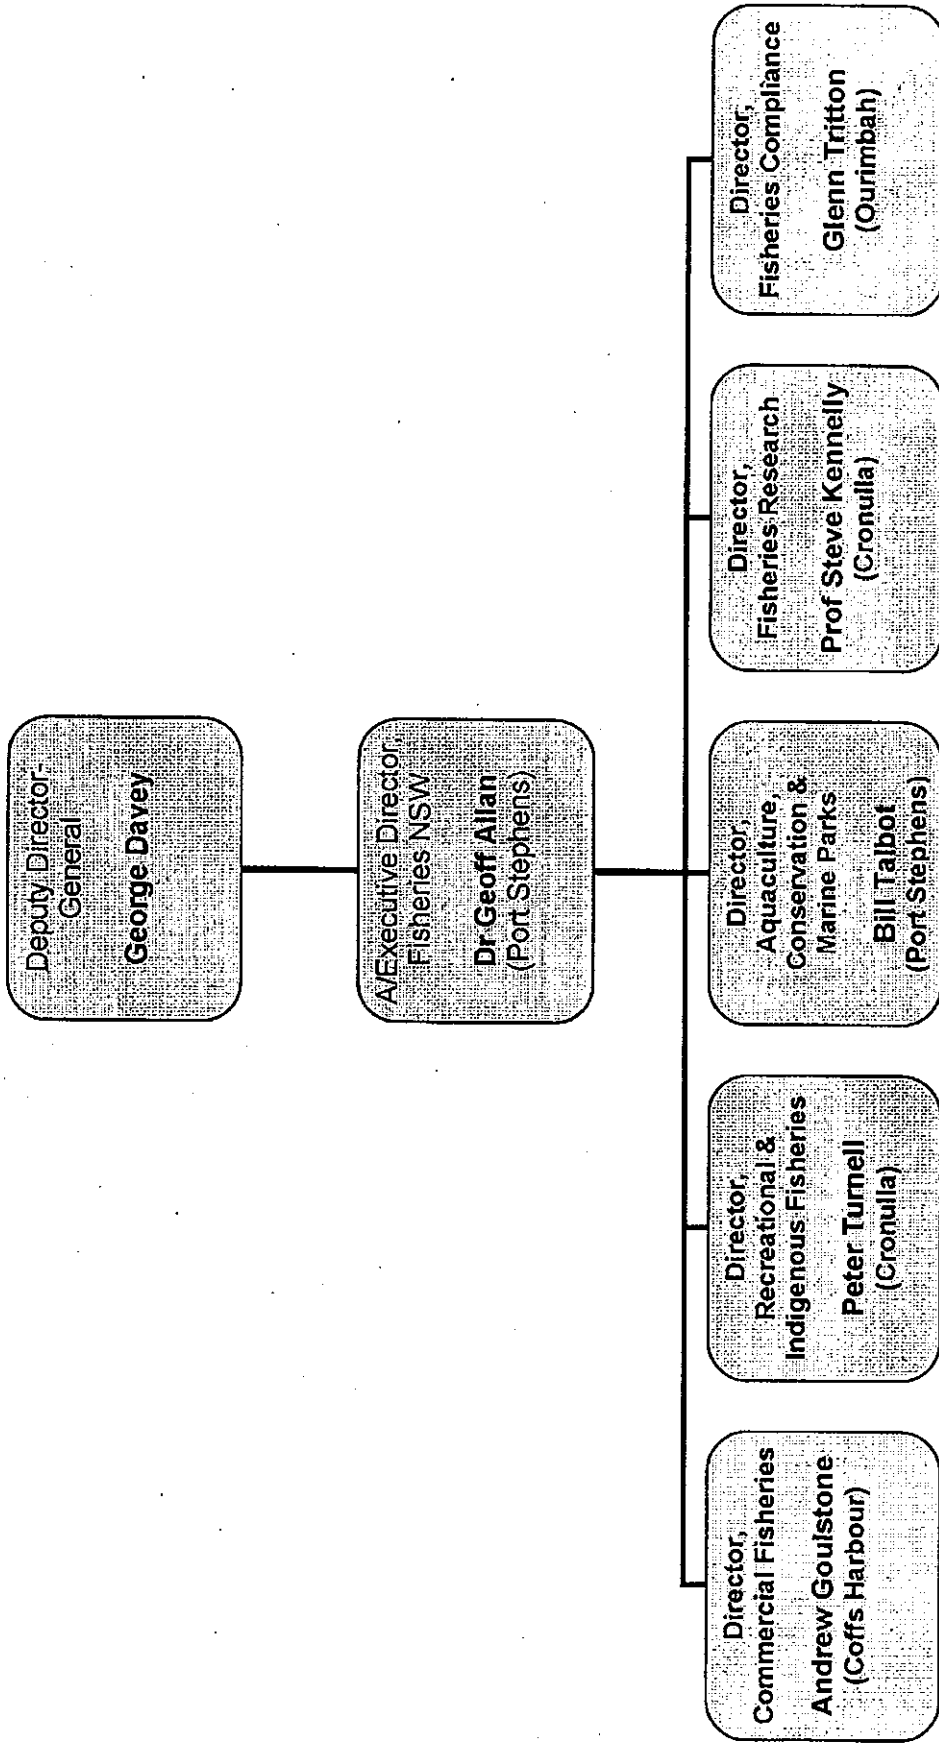 Deputy Director-
General
George Davey
A/Executive Director,
Fisheries NSW
Dr Geoff Allan
(Port Stephens)
Director,
Commercial Fisheries
Andrew Goulstone
(Coffs Harbour)
Director,
Recreational &
Indigenous Fisheries
Peter Turnell
(Cronulla)
Director,
Aquaculture,
Conservation &
Marine Parks
Bill Talbot
(Port Stephens)
Director,
Fisheries Research
Prof Steve Kennelly
(Cronulla)
Director,
Fisheries Compliance
Glenn Tritton
(Ourimbah)